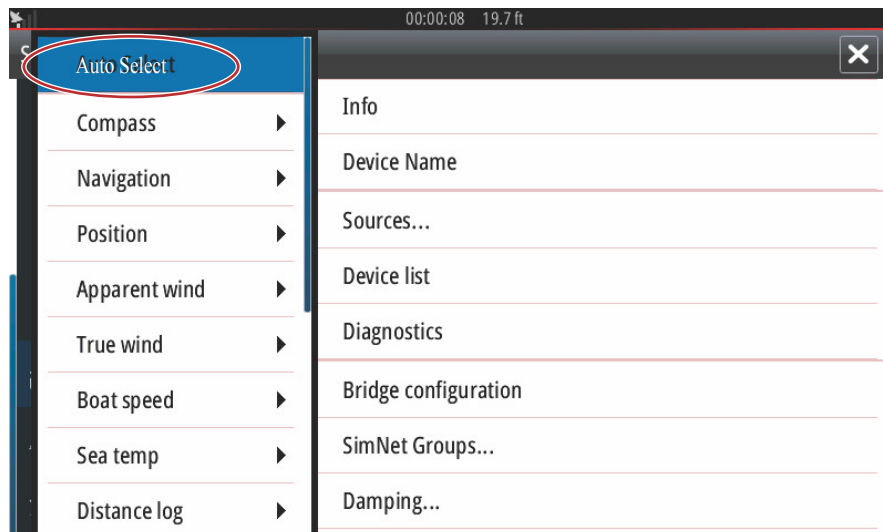 00:00:08 19.7 ft
S
Auto Select
Compass
Navigation
Position
Apparent wind
True wind
Boat speed
Sea temp
Distance log
Info
Device Name
Sources...
Device list
Diagnostics
Bridge configuration
SimNet Groups...
Damping...